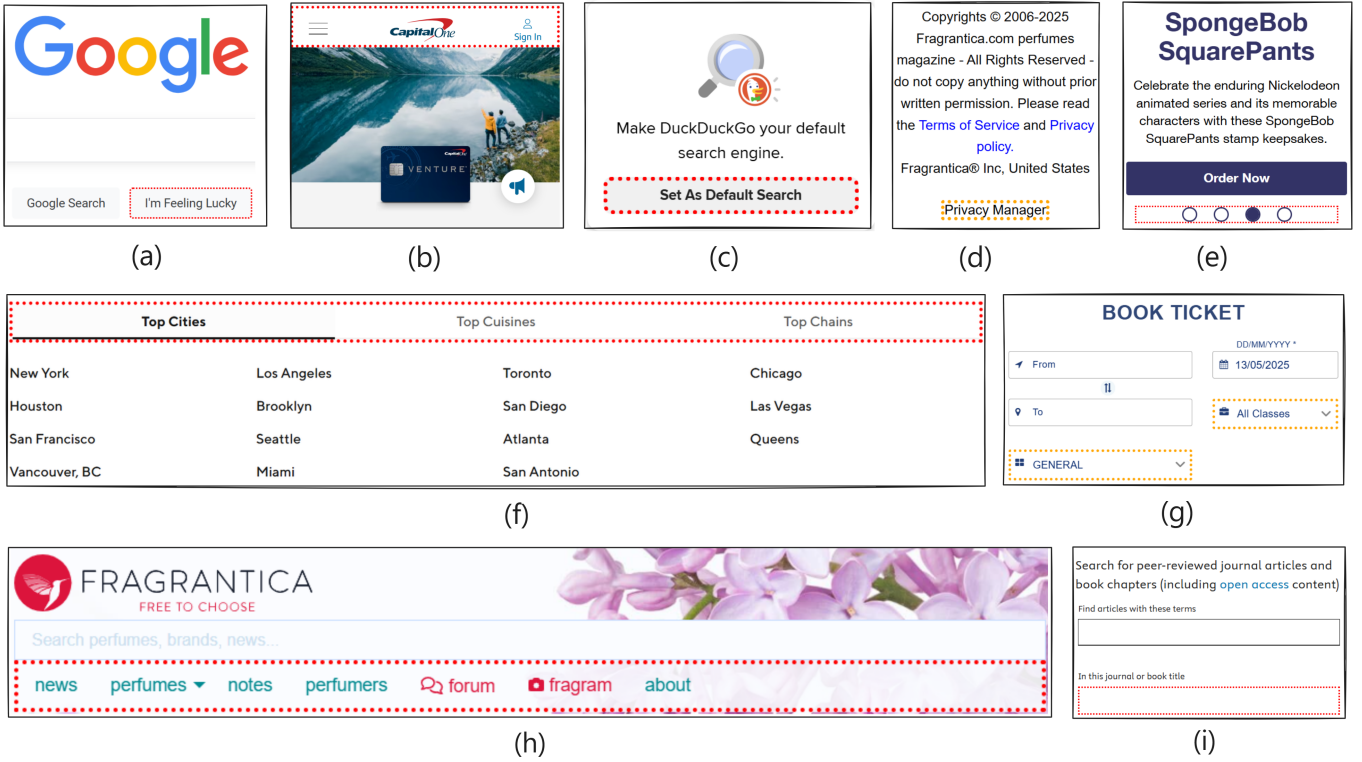 Google
Google Search
I'm Feeling Lucky
(a)
CapitalOne
Sign In
CapitalOne
VENTURE
(b)
Make DuckDuckGo your default
search engine.
Set As Default Search
(c)
Copyrights © 2006-2025
Fragrantica.com perfumes
magazine - All Rights Reserved -
do not copy anything without prior
written permission. Please read
the Terms of Service and Privacy
policy.
Fragrantica® Inc, United States
Privacy Manager
(d)
SpongeBob
SquarePants
Celebrate the enduring Nickelodeon
animated series and its memorable
characters with these SpongeBob
SquarePants stamp keepsakes.
Order Now
(e)
Top Cities Top Cuisines Top Chains
New York Los Angeles Toronto Chicago
Houston Brooklyn San Diego Las Vegas
San Francisco Seattle Atlanta Queens
Vancouver, BC Miami San Antonio
(f)
BOOK TICKET
DD/MM/YYYY *
From 13/05/2025
To All Classes
GENERAL
(g)
FRAGRANTICA
FREE TO CHOOSE
Search perfumes, brands, news...
news perfumes notes perfumers forum fragram about
(h)
Search for peer-reviewed journal articles and
book chapters (including open access content)
Find articles with these terms
In this journal or book title
(i)